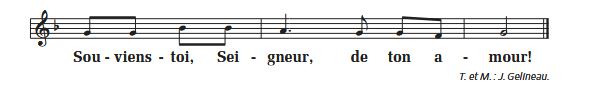 Sou - viens - toi, Sei - gneur, de ton a - mour!
T. et M. : J. Gelineau.